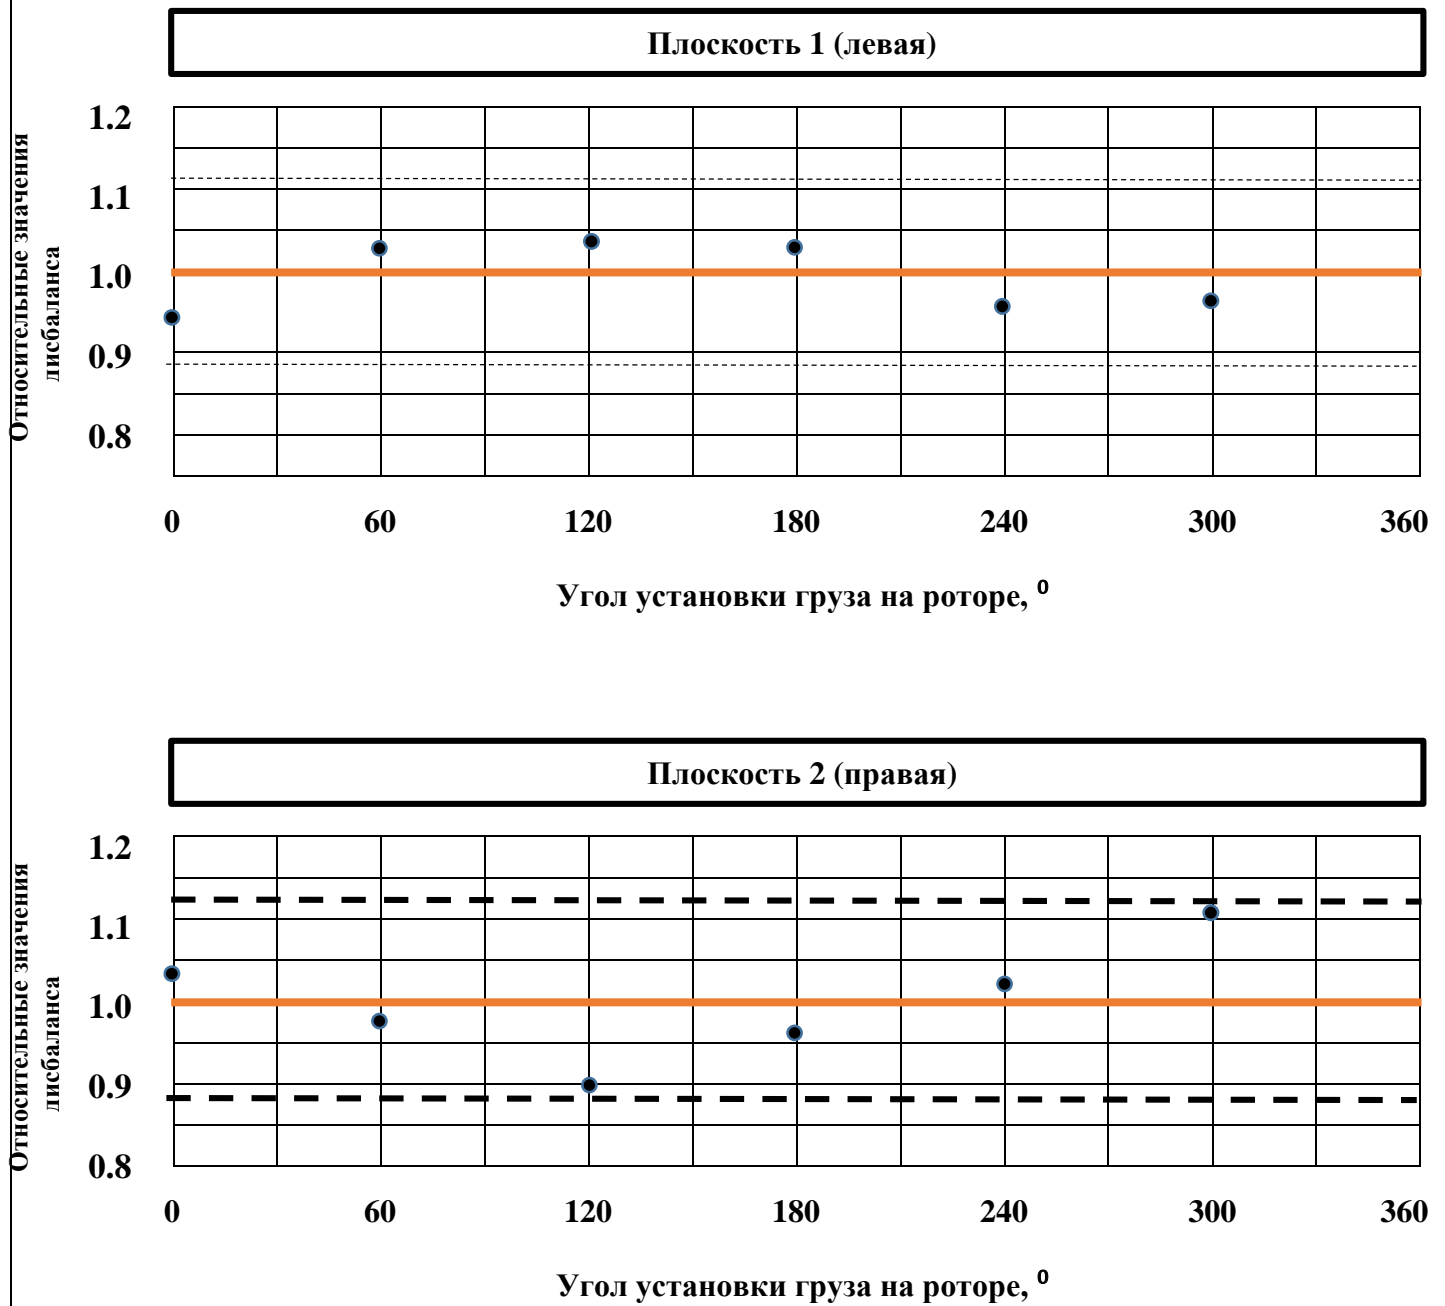 Плоскость 1 (левая)
Относительные значения
дисбаланса
1.2
1.1
1.0
0.9
0.8
0 60 120 180 240 300 360
Угол установки груза на роторе, ⁰
Плоскость 2 (правая)
Относительные значения
дисбаланса
1.2
1.1
1.0
0.9
0.8
0 60 120 180 240 300 360
Угол установки груза на роторе, ⁰